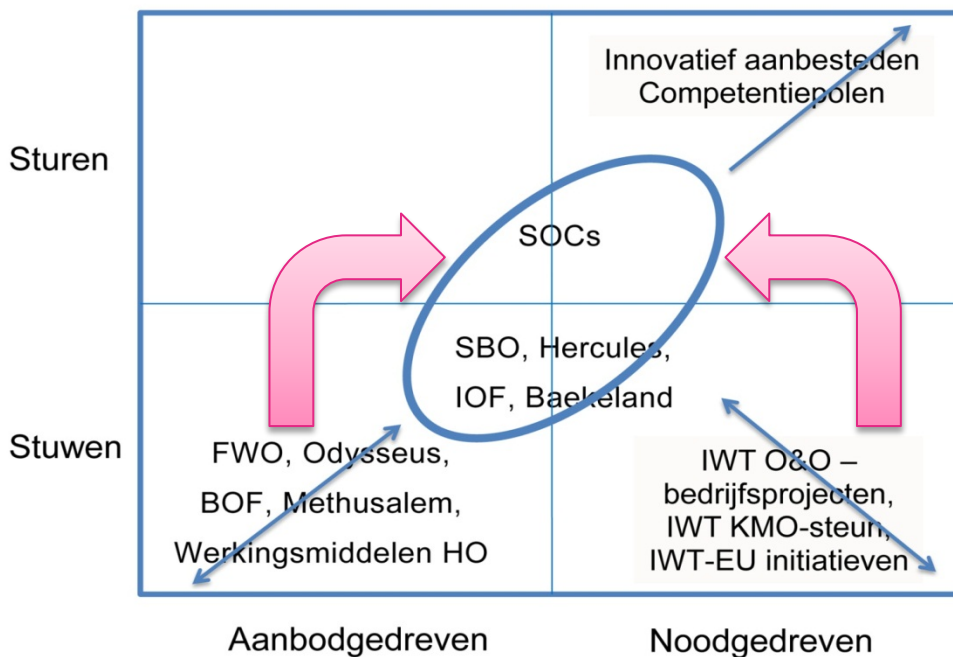 Innovatief aanbesteden
Competentiepolen
Sturen
SOCs
SBO, Hercules,
IOF, Baekeland
Stuwen
FWO, Odysseus,
BOF, Methusalem,
Werkingsmiddelen HO
IWT O&O –
bedrijfsprojecten,
IWT KMO-steun,
IWT-EU initiatieven
Aanbodgedreven
Noodgedreven